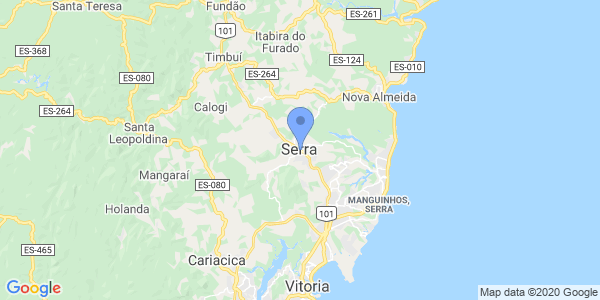 Santa Teresa
Fundão
ES-261
101
Itabira do
Furado
ES-368
Timbuí
ES-124
ES-010
ES-080
ES-264
Nova Almeida
Calogi
ES-264
Santa
Leopoldina
Serra
Mangaraí
ES-080
MANGUINHOS,
SERRA
Holanda
101
ES-465
Cariacica
Google
Vitoria
Map data ©2020 Google